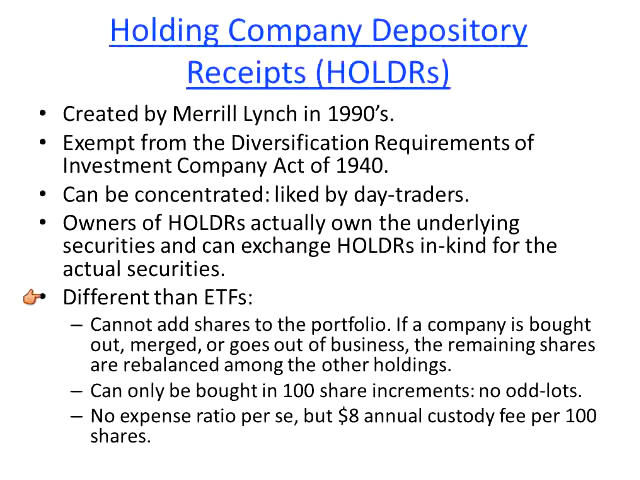 Holding Company Depository
Receipts (HOLDRs)
• Created by Merrill Lynch in 1990’s.
• Exempt from the Diversification Requirements of
Investment Company Act of 1940.
• Can be concentrated: liked by day-traders.
• Owners of HOLDRs actually own the underlying
securities and can exchange HOLDRs in-kind for the
actual securities.
• Different than ETFs:
– Cannot add shares to the portfolio. If a company is bought
out, merged, or goes out of business, the remaining shares
are rebalanced among the other holdings.
– Can only be bought in 100 share increments: no odd-lots.
– No expense ratio per se, but $8 annual custody fee per 100
shares.